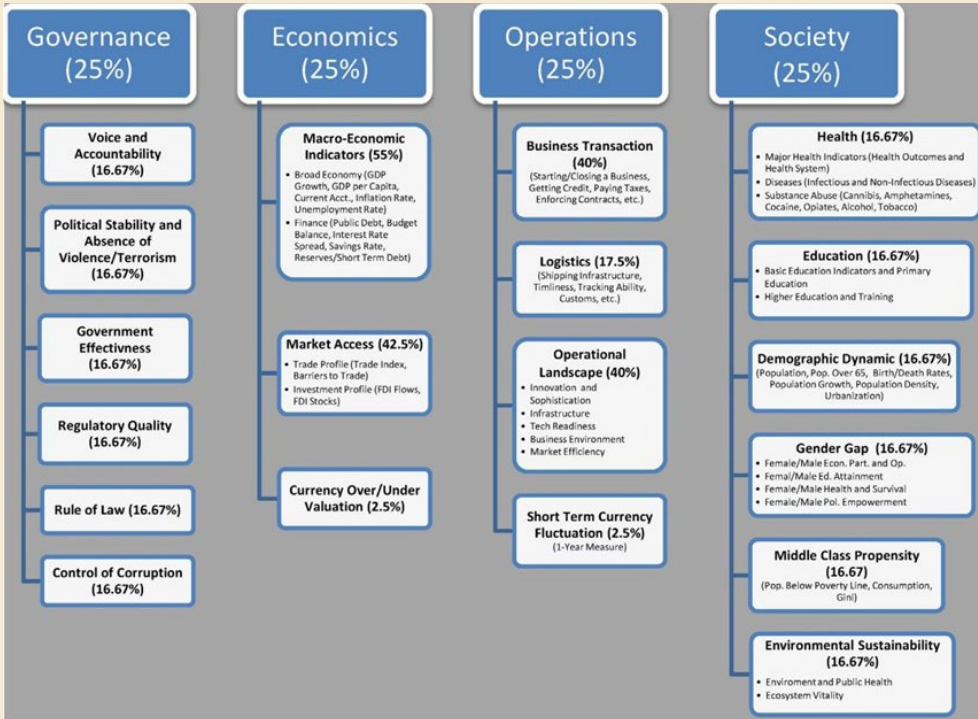 Governance
(25%)
Voice and
Accountability
(16.67%)
Political Stability and
Absence of
Violence/Terrorism
(16.67%)
Government
Effectivness
(16.67%)
Regulatory Quality
(16.67%)
Rule of Law (16.67%)
Control of Corruption
(16.67%)
Economics
(25%)
Macro-Economic
Indicators (55%)
• Broad Economy (GDP
Growth, GDP per Capita,
Current Acct., Inflation Rate,
Unemployment Rate)
• Finance (Public Debt, Budget
Balance, Interest Rate
Spread, Savings Rate,
Reserves/Short Term Debt)
Market Access (42.5%)
• Trade Profile (Trade Index,
Barriers to Trade)
• Investment Profile (FDI Flows,
FDI Stocks)
Currency Over/Under
Valuation (2.5%)
Operations
(25%)
Business Transaction
(40%)
(Starting/Closing a Business,
Getting Credit, Paying Taxes,
Enforcing Contracts, etc.)
Logistics (17.5%)
(Shipping Infrastructure,
Timliness, Tracking Ability,
Customs, etc.)
Operational
Landscape (40%)
• Innovation and
Sophistication
• Infrastructure
• Tech Readiness
• Business Environment
• Market Efficiency
Short Term Currency
Fluctuation (2.5%)
(1-Year Measure)
Society
(25%)
Health (16.67%)
• Major Health Indicators (Health Outcomes and
Health System)
• Diseases (Infectious and Non-Infectious Diseases)
• Substance Abuse (Cannibis, Amphetamines,
Cocaine, Opiates, Alcohol, Tobacco)
Education (16.67%)
• Basic Education Indicators and Primary
Education
• Higher Education and Training
Demographic Dynamic (16.67%)
(Population, Pop. Over 65, Birth/Death Rates,
Population Growth, Population Density,
Urbanization)
Gender Gap (16.67%)
• Female/Male Econ. Part. and Op.
• Femal/Male Ed. Attainment
• Female/Male Health and Survival
• Female/Male Pol. Empowerment
Middle Class Propensity
(16.67)
(Pop. Below Poverty Line, Consumption,
Gini)
Environmental Sustainability
(16.67%)
• Enviroment and Public Health
• Ecosystem Vitality